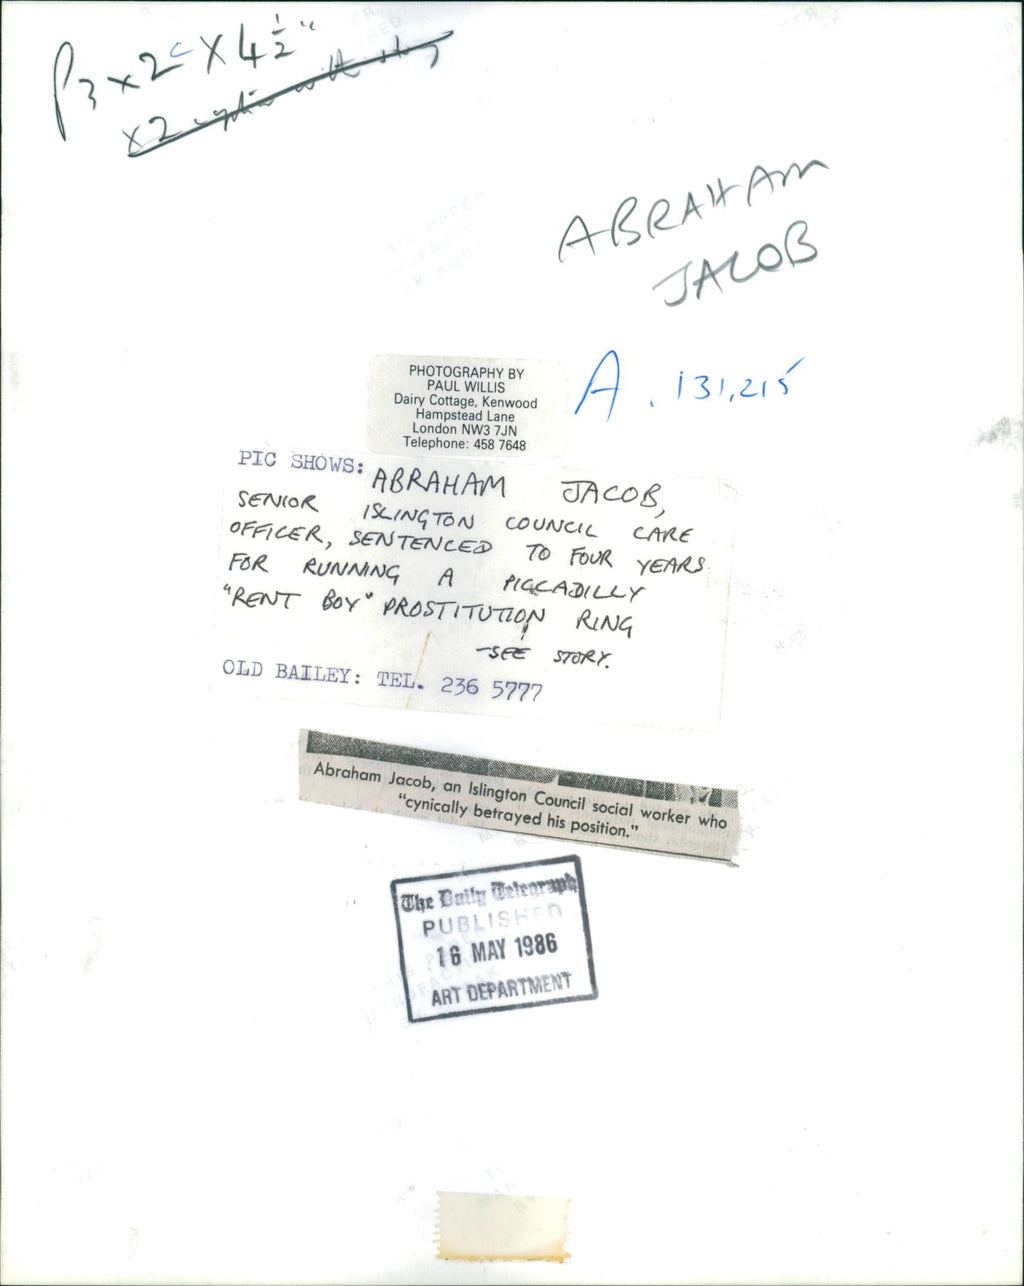 P3 x 2c x 4½"
x2
ABRAHAM
JACOB
A. 131,215
PHOTOGRAPHY BY
PAUL WILLIS
Dairy Cottage, Kenwood
Hampstead Lane
London NW3 7JN
Telephone: 458 7648
PIC SHOWS: ABRAHAM JACOB,
SENIOR ISLINGTON COUNCIL CARE
OFFICER, SENTENCED TO FOUR YEARS
FOR RUNNING A PICCADILLY
"RENT BOY" PROSTITUTION RING
-SEE STORY.
OLD BAILEY: TEL. 236 5777
Abraham Jacob, an Islington Council social worker who
"cynically betrayed his position."
The Daily Telegraph
PUBLISHED
16 MAY 1986
ART DEPARTMENT